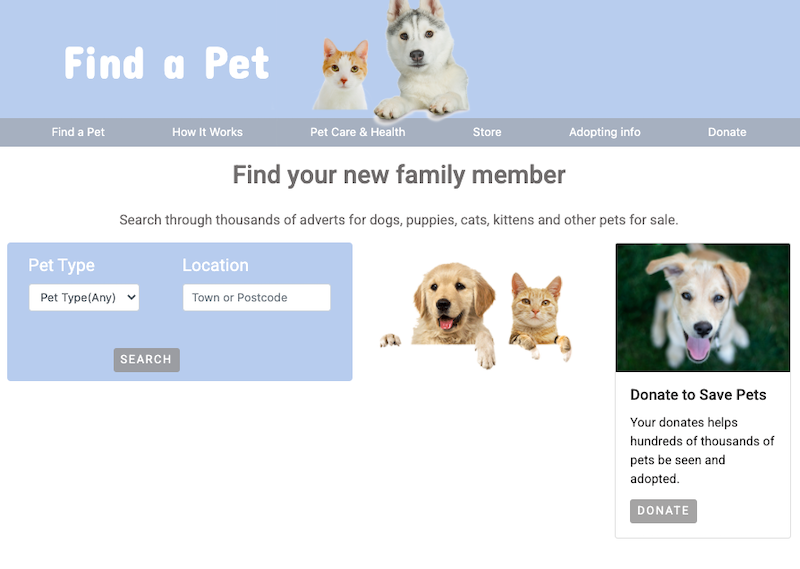 Find a Pet
Find a Pet How It Works Pet Care & Health Store Adopting info Donate
Find your new family member
Search through thousands of adverts for dogs, puppies, cats, kittens and other pets for sale.
Pet Type Location
Pet Type(Any) Town or Postcode
SEARCH
Donate to Save Pets
Your donates helps
hundreds of thousands of
pets be seen and
adopted.
DONATE